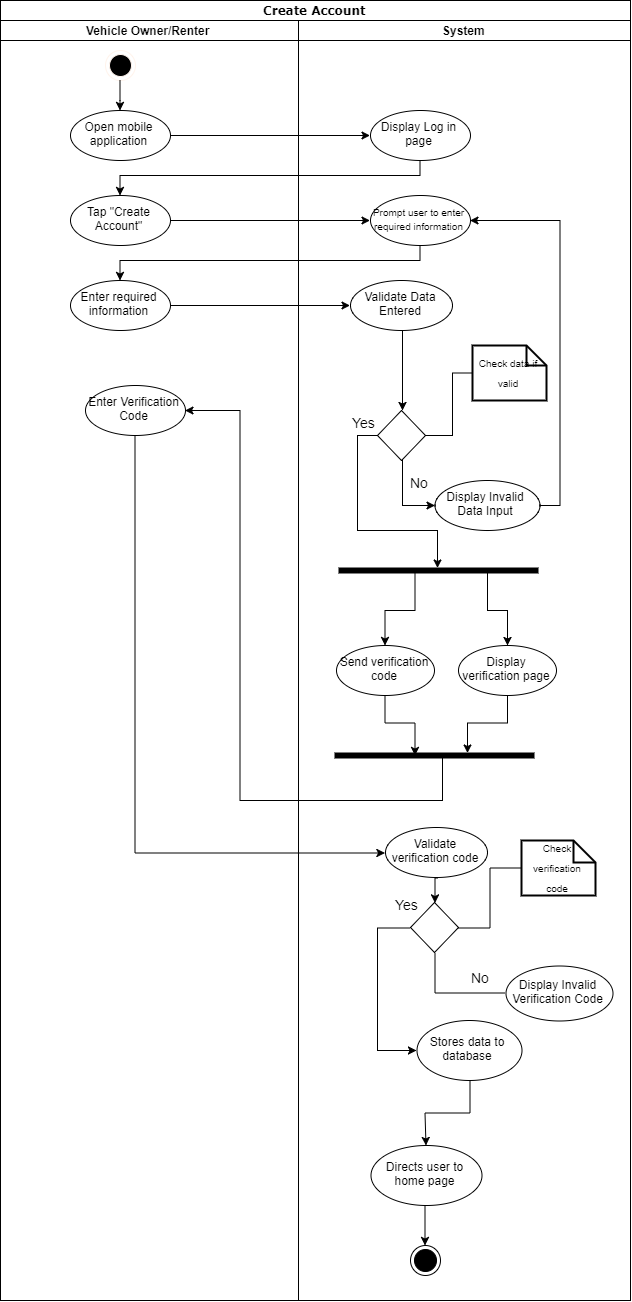 Create Account
Vehicle Owner/Renter
System
Open mobile
application
Display Log in
page
Tap "Create
Account"
Prompt user to enter
required information
Enter required
information
Validate Data
Entered
Check data if
valid
Enter Verification
Code
Yes
No
Display Invalid
Data Input
Send verification
code
Display
verification page
Validate
verification code
Check
verification
code
Yes
No
Display Invalid
Verification Code
Stores data to
database
Directs user to
home page